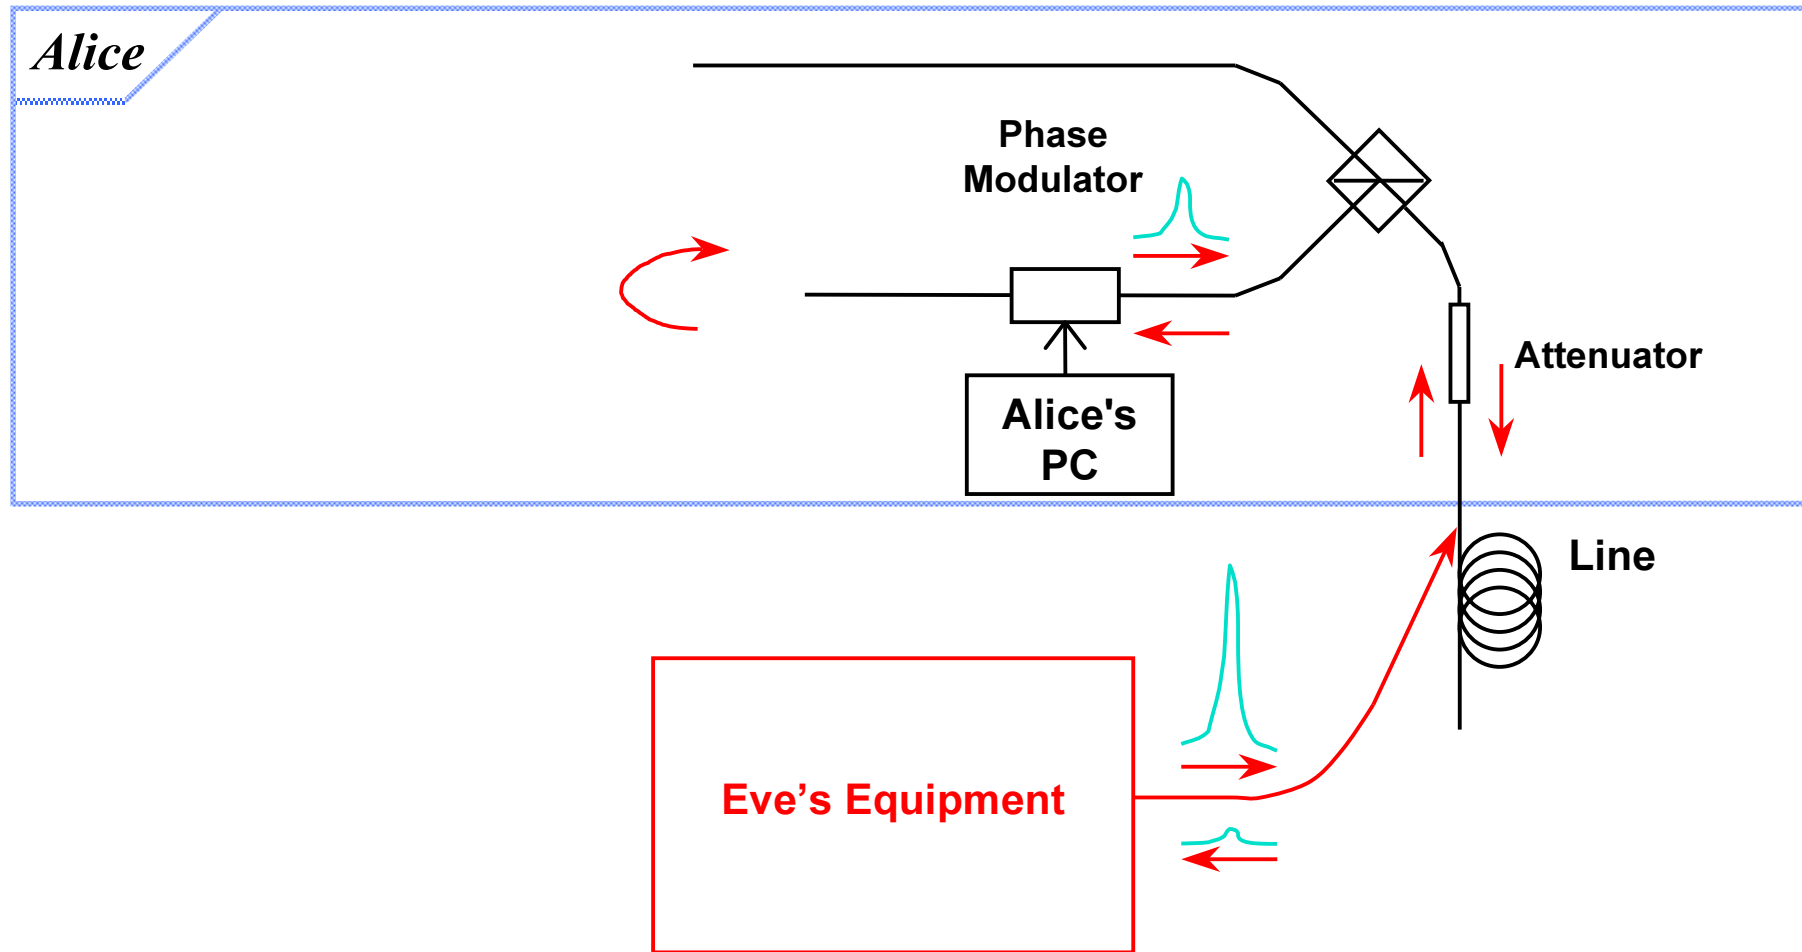 Alice
Phase
Modulator
Attenuator
Alice's
PC
Line
Eve’s Equipment